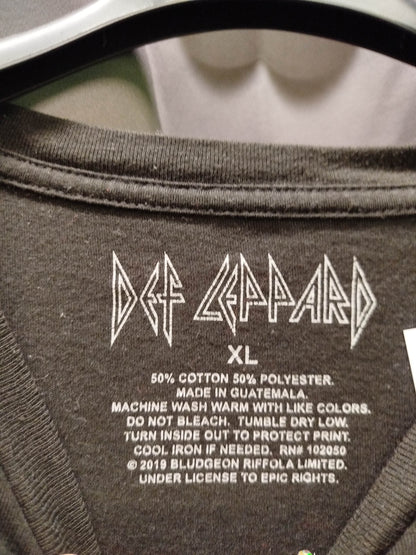 DEF LEPPARD
XL
50% COTTON 50% POLYESTER.
MADE IN GUATEMALA.
MACHINE WASH WARM WITH LIKE COLORS.
DO NOT BLEACH. TUMBLE DRY LOW.
TURN INSIDE OUT TO PROTECT PRINT.
COOL IRON IF NEEDED. RN# 102050
© 2019 BLUDGEON RIFFOLA LIMITED.
UNDER LICENSE TO EPIC RIGHTS.